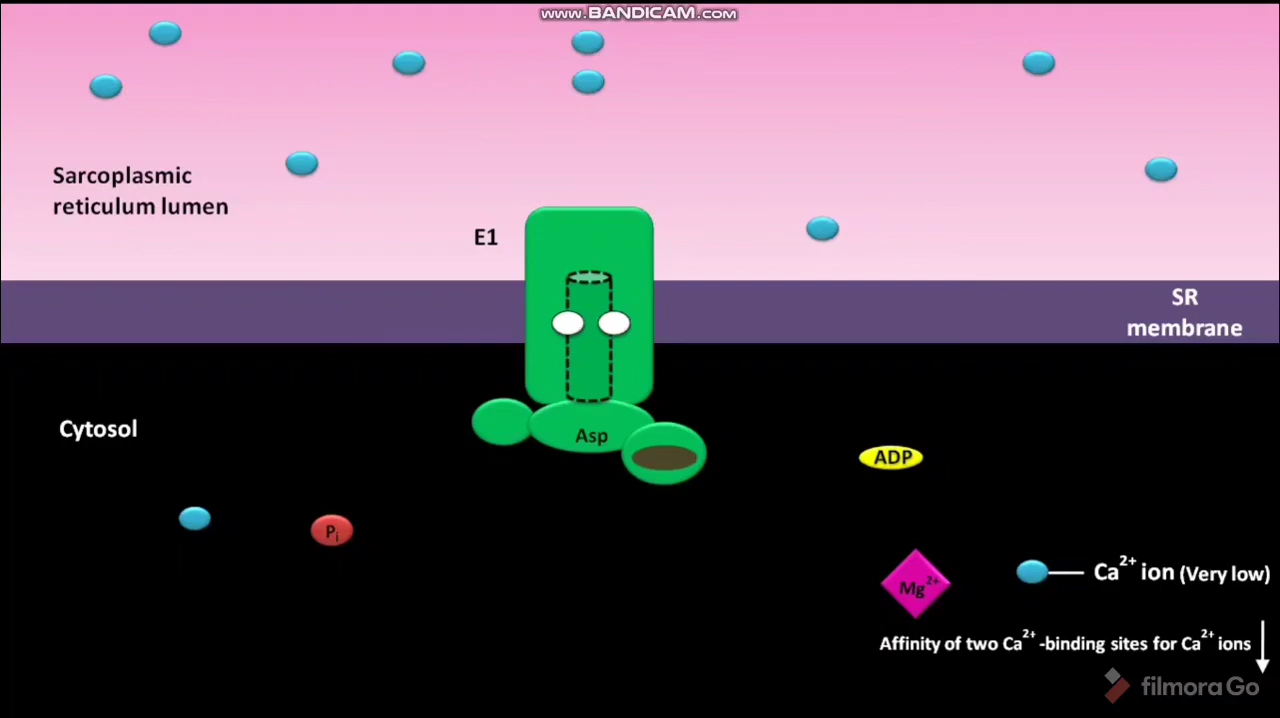 www.BANDICAM.com
Sarcoplasmic
reticulum lumen
E1
SR
membrane
Cytosol
Asp
ADP
Pi
Mg2+
Ca2+ ion (Very low)
Affinity of two Ca2+ -binding sites for Ca2+ ions
filmora Go